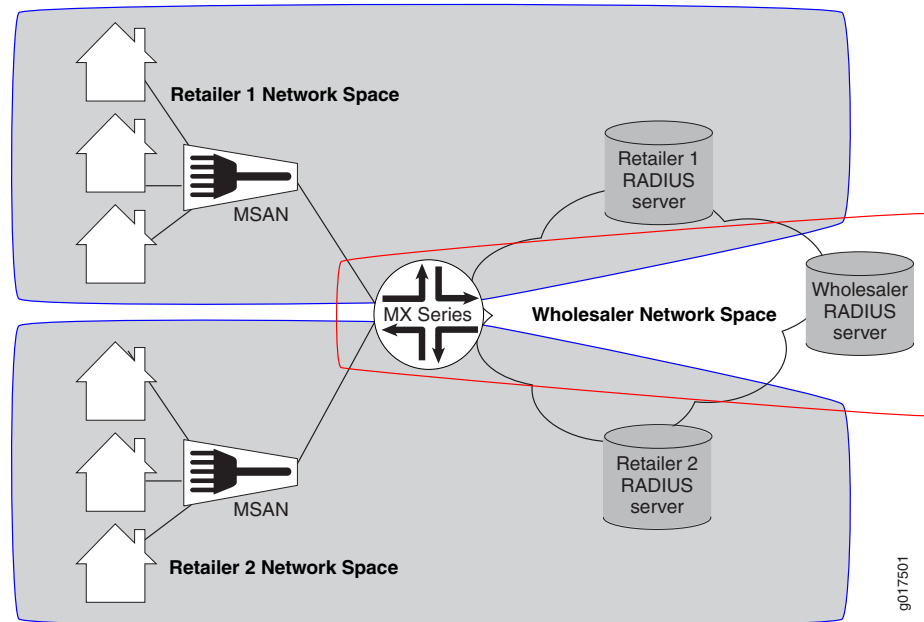 Retailer 1 Network Space
MSAN
Retailer 1
RADIUS
server
MX Series
Wholesaler Network Space
Wholesaler
RADIUS
server
MSAN
Retailer 2
RADIUS
server
Retailer 2 Network Space
g017501